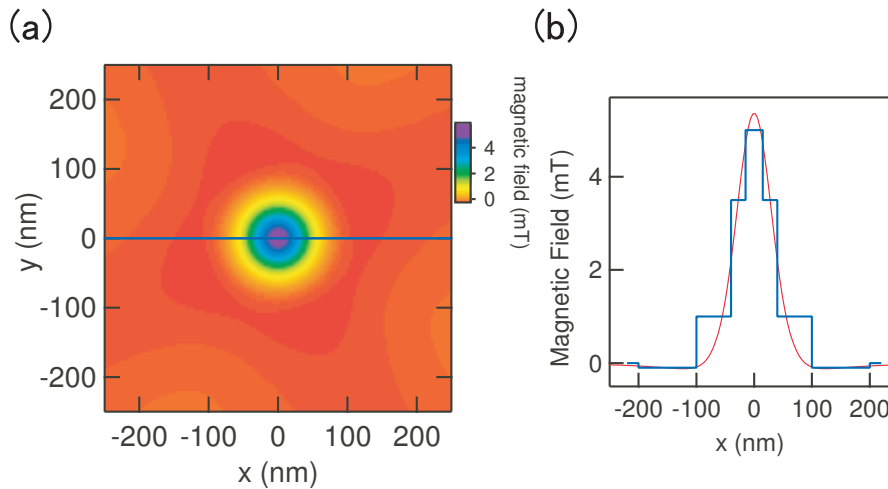 (a)
200
100
0
-100
-200
y (nm)
-200 -100 0 100 200
x (nm)
4
2
0
magnetic field (mT)
(b)
4
2
0
Magnetic Field (mT)
-200 -100 0 100 200
x (nm)